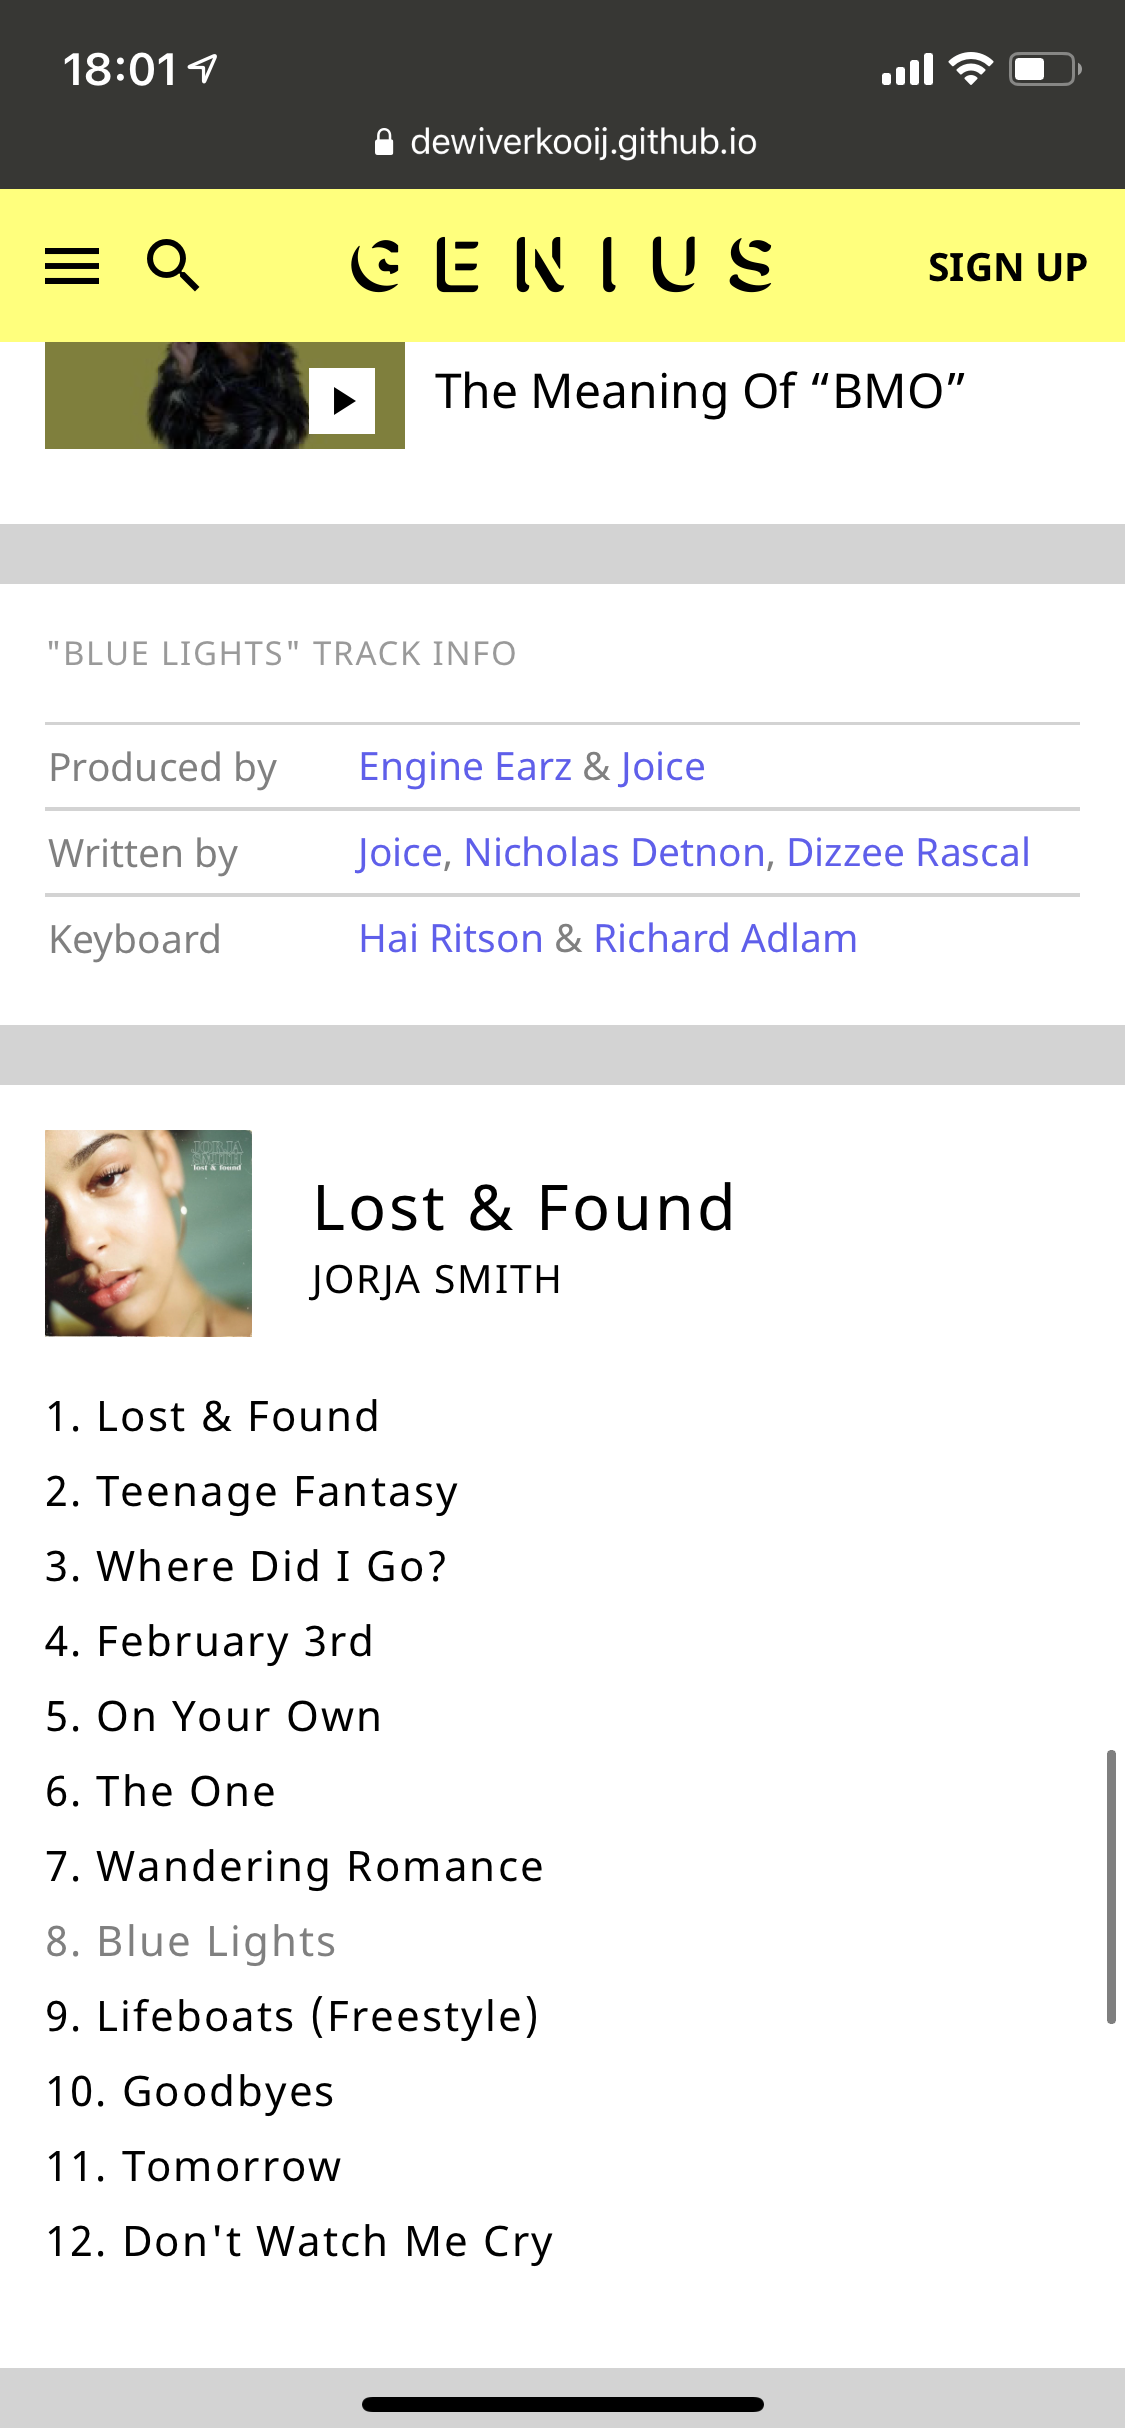 18:01
dewiverkooij.github.io
GENIUS
SIGN UP
The Meaning Of “BMO”
"BLUE LIGHTS" TRACK INFO
Produced by Engine Earz & Joice
Written by Joice, Nicholas Detnon, Dizzee Rascal
Keyboard Hai Ritson & Richard Adlam
JORJA
SMITH
lost & found
Lost & Found
JORJA SMITH
1. Lost & Found
2. Teenage Fantasy
3. Where Did I Go?
4. February 3rd
5. On Your Own
6. The One
7. Wandering Romance
8. Blue Lights
9. Lifeboats (Freestyle)
10. Goodbyes
11. Tomorrow
12. Don't Watch Me Cry